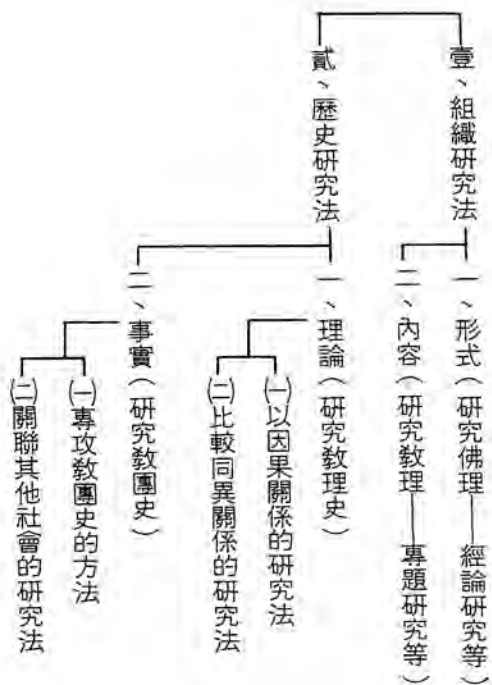 壹、組織研究法
一、形式(研究佛理——經論研究等)
二、內容(研究教理——專題研究等)
貳、歷史研究法
一、理論(研究教理史)
㈠以因果關係的研究法
㈡比較同異關係的研究法
二、事實(研究教團史)
㈠專攻教團史的方法
㈡關聯其他社會的研究法